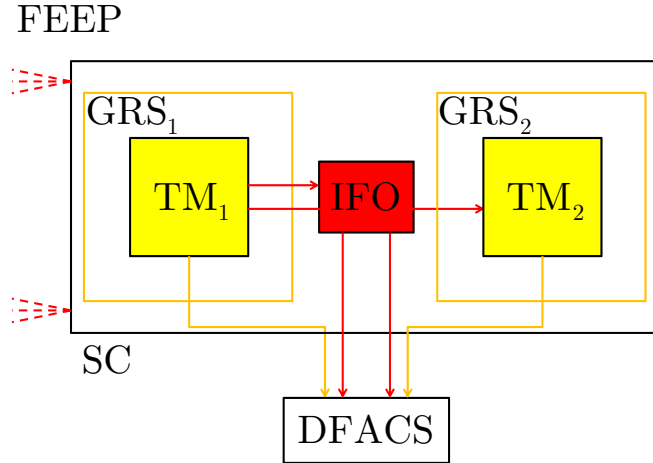 FEEP
GRS₁
GRS₂
TM₁
IFO
TM₂
SC
DFACS